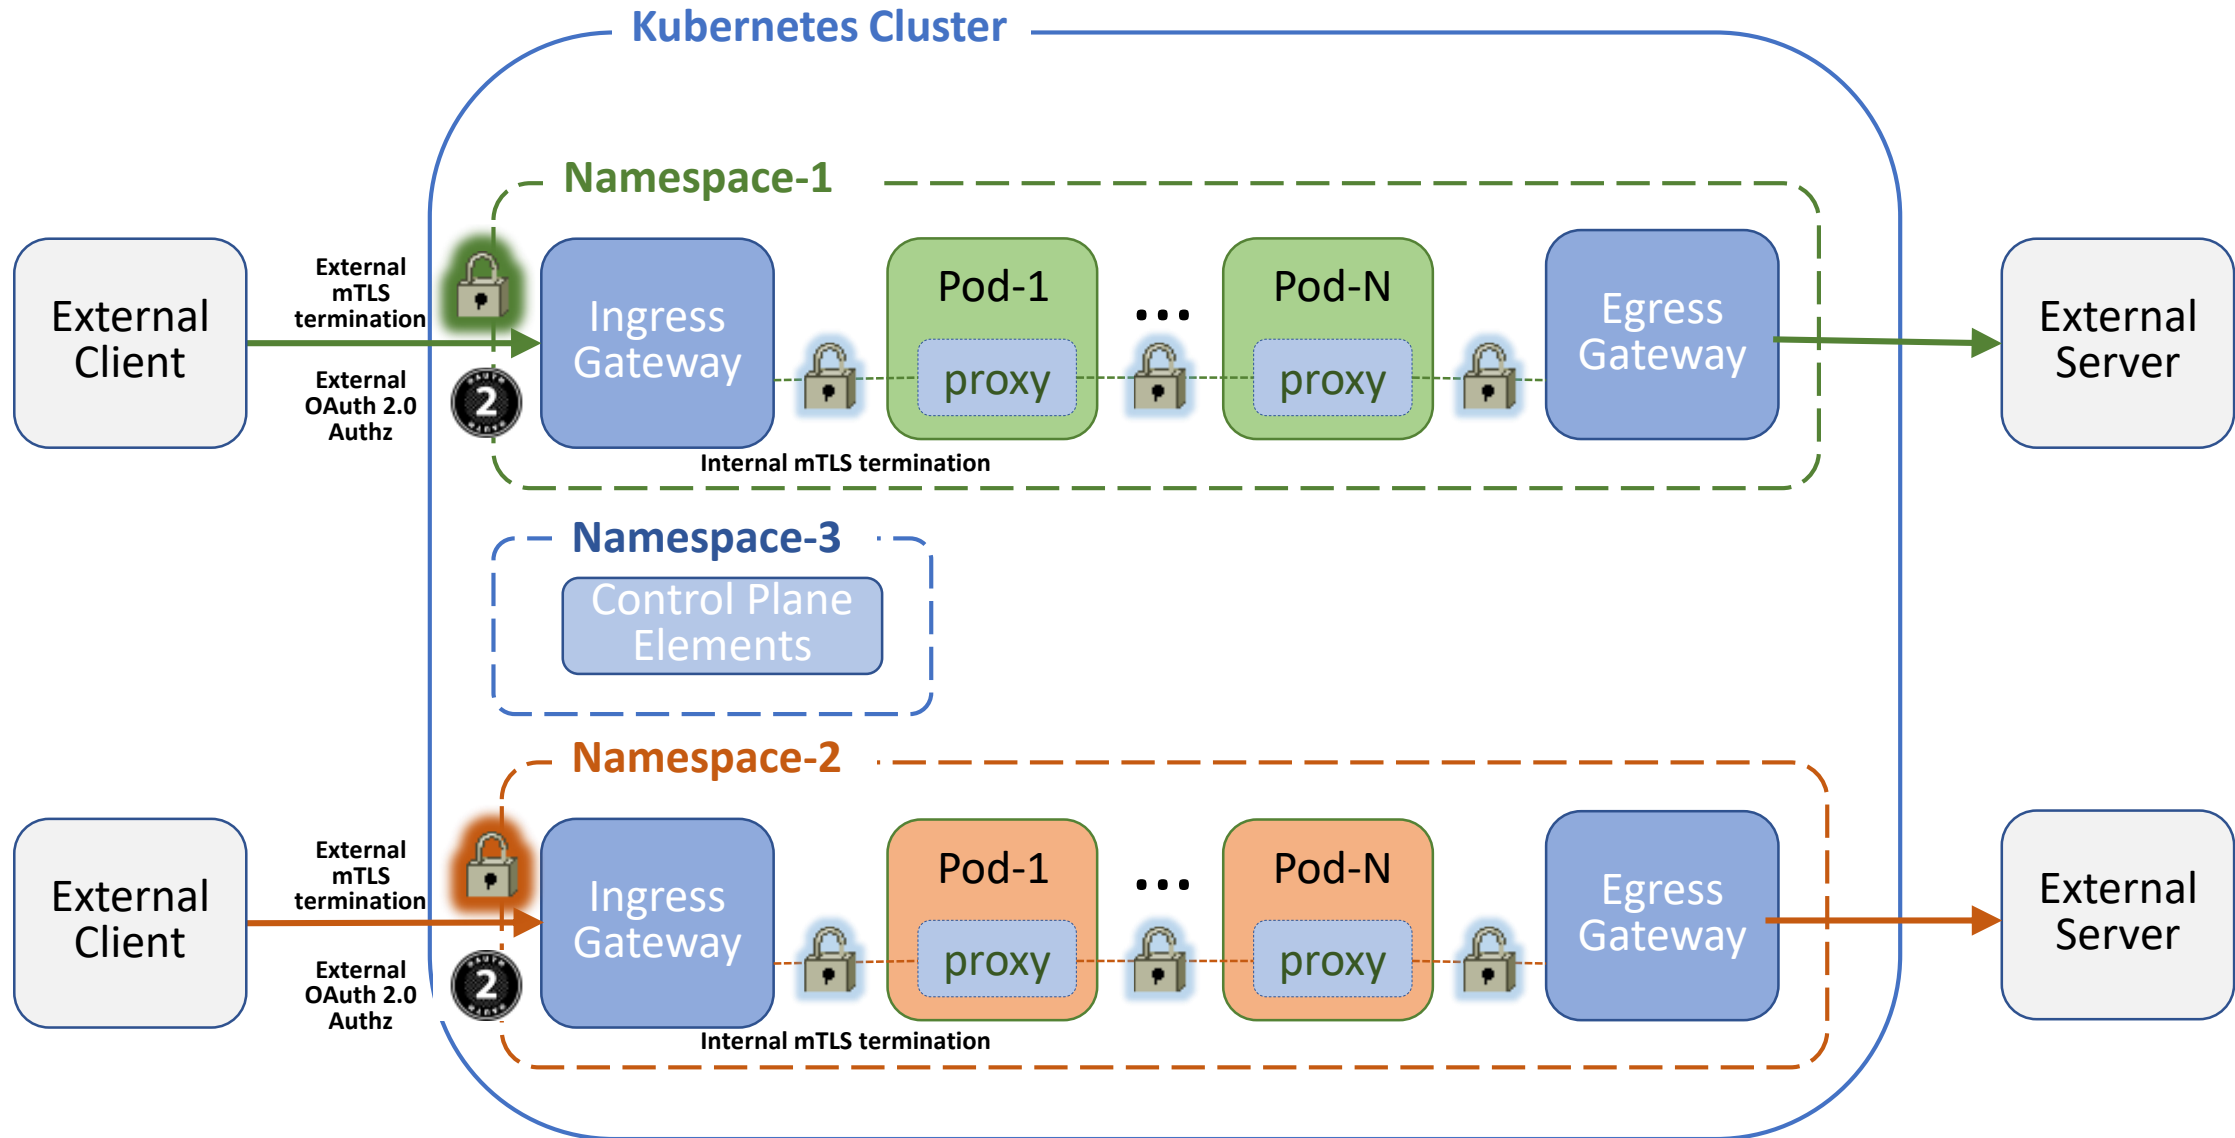 Kubernetes Cluster
Namespace-1
External
Client
External
mTLS
termination
External
OAuth 2.0
Authz
2
Ingress
Gateway
Pod-1
proxy
...
Pod-N
proxy
Egress
Gateway
External
Server
Internal mTLS termination
Namespace-3
Control Plane
Elements
Namespace-2
External
Client
External
mTLS
termination
External
OAuth 2.0
Authz
2
Ingress
Gateway
Pod-1
proxy
...
Pod-N
proxy
Egress
Gateway
External
Server
Internal mTLS termination